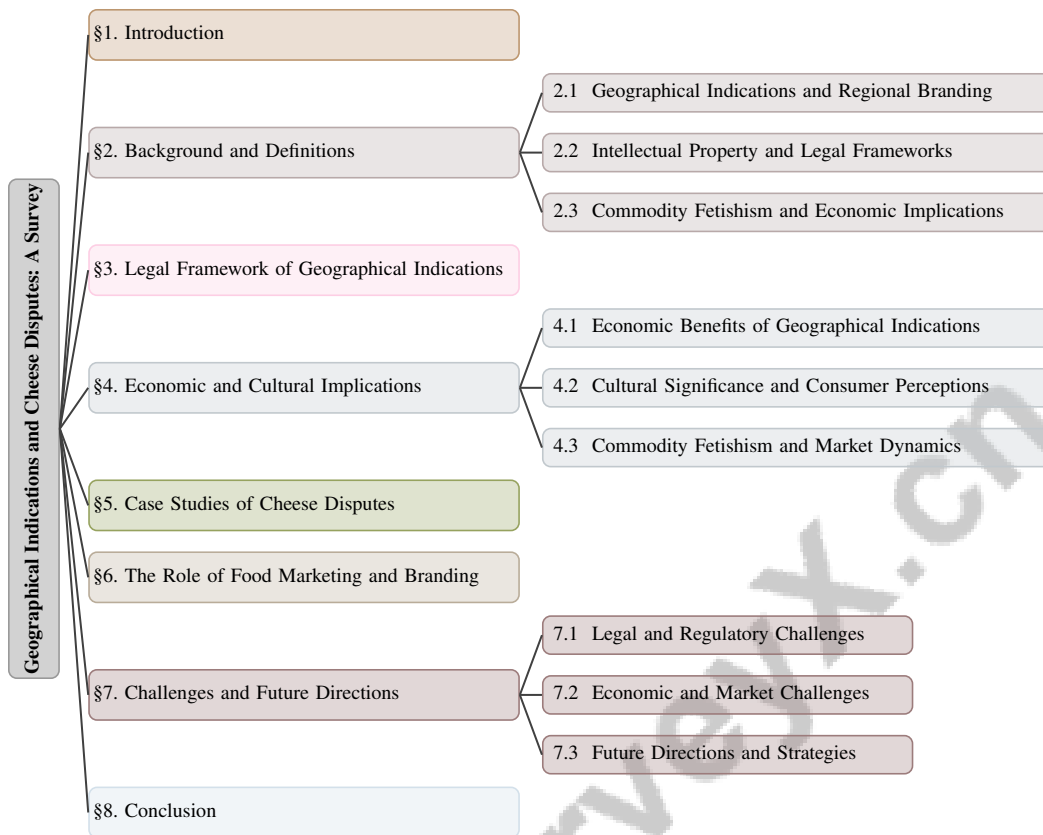 Geographical Indications and Cheese Disputes: A Survey
§1. Introduction
§2. Background and Definitions
2.1 Geographical Indications and Regional Branding
2.2 Intellectual Property and Legal Frameworks
2.3 Commodity Fetishism and Economic Implications
§3. Legal Framework of Geographical Indications
§4. Economic and Cultural Implications
4.1 Economic Benefits of Geographical Indications
4.2 Cultural Significance and Consumer Perceptions
4.3 Commodity Fetishism and Market Dynamics
§5. Case Studies of Cheese Disputes
§6. The Role of Food Marketing and Branding
§7. Challenges and Future Directions
7.1 Legal and Regulatory Challenges
7.2 Economic and Market Challenges
7.3 Future Directions and Strategies
§8. Conclusion
rveyx.cn